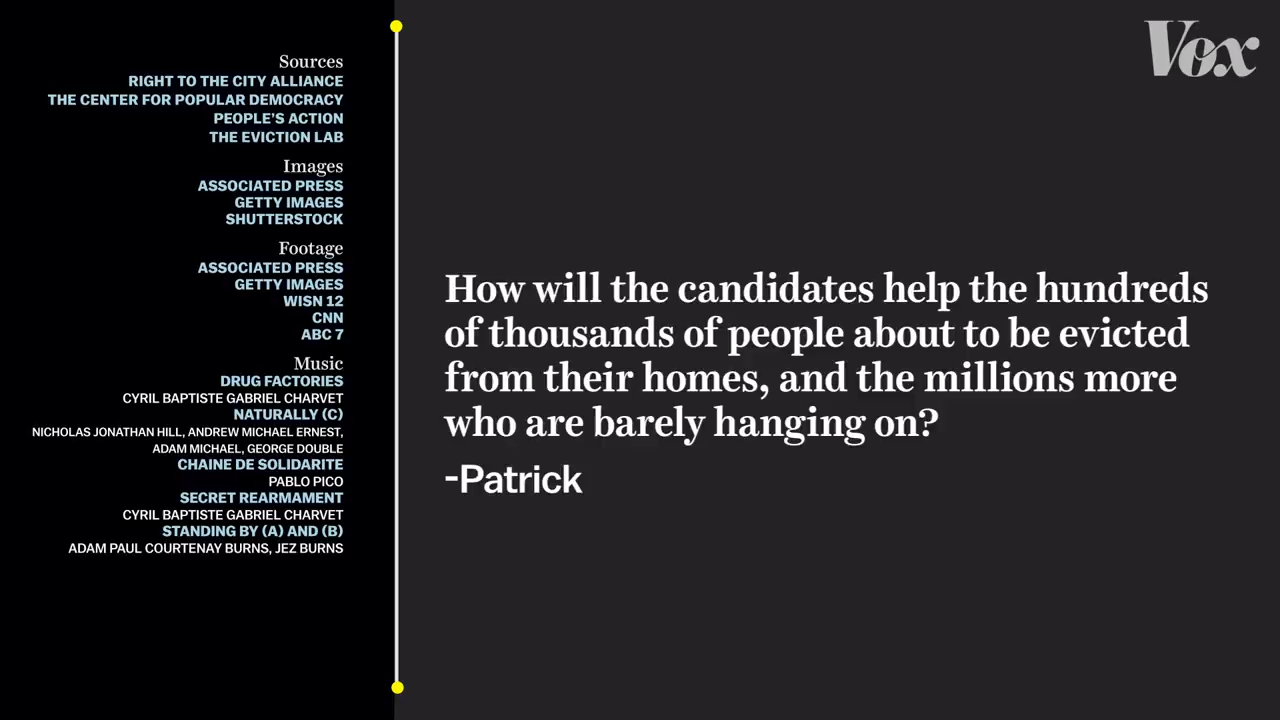 Sources
RIGHT TO THE CITY ALLIANCE
THE CENTER FOR POPULAR DEMOCRACY
PEOPLE'S ACTION
THE EVICTION LAB
Images
ASSOCIATED PRESS
GETTY IMAGES
SHUTTERSTOCK
Footage
ASSOCIATED PRESS
GETTY IMAGES
WISN 12
CNN
ABC 7
Music
DRUG FACTORIES
CYRIL BAPTISTE GABRIEL CHARVET
NATURALLY (C)
NICHOLAS JONATHAN HILL, ANDREW MICHAEL ERNEST,
ADAM MICHAEL, GEORGE DOUBLE
CHAINE DE SOLIDARITE
PABLO PICO
SECRET REARMAMENT
CYRIL BAPTISTE GABRIEL CHARVET
STANDING BY (A) AND (B)
ADAM PAUL COURTENAY BURNS, JEZ BURNS
Vox
How will the candidates help the hundreds
of thousands of people about to be evicted
from their homes, and the millions more
who are barely hanging on?
-Patrick